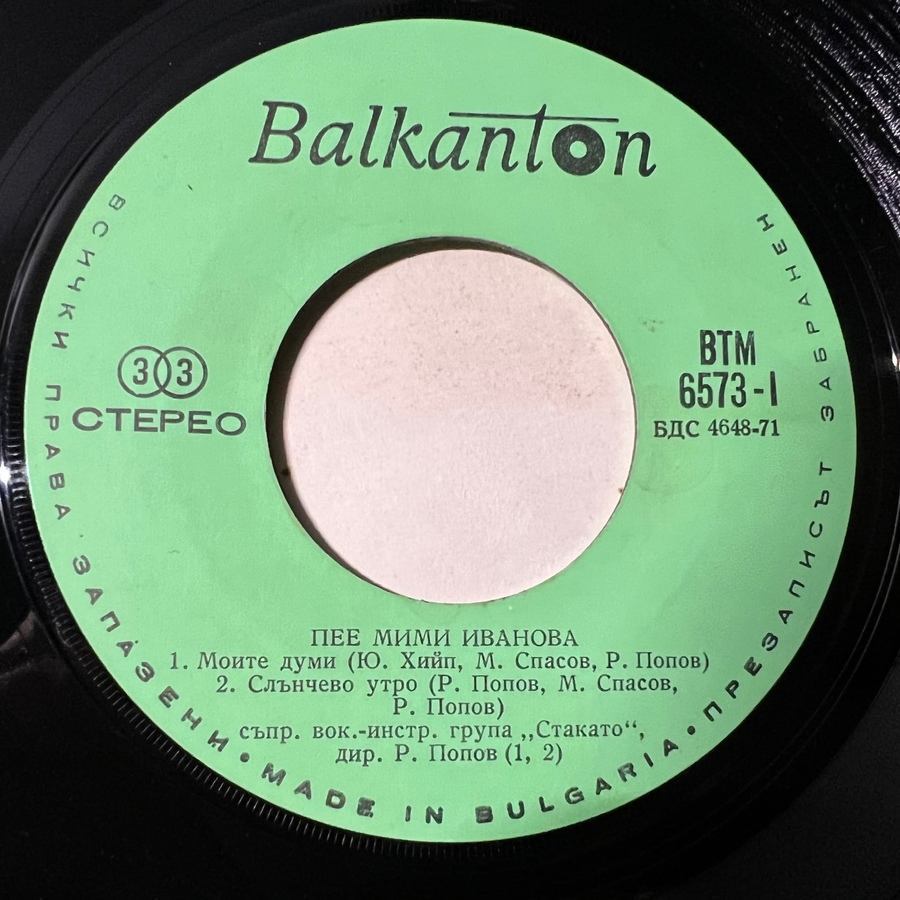 Balkanton
33
СТЕРЕО
ВТМ
6573-I
БДС 4648-71
ПЕЕ МИМИ ИВАНОВА
1. Моите думи (Ю. Хийп, М. Спасов, Р. Попов)
2. Слънчево утро (Р. Попов, М. Спасов,
Р. Попов)
съпр. вок.-инстр. група „Стакато“,
дир. Р. Попов (1, 2)
ВСИЧКИ ПРАВА ЗАПАЗЕНИ • MADE IN BULGARIA • ПРЕЗАПИСЪТ ЗАБРАНЕН